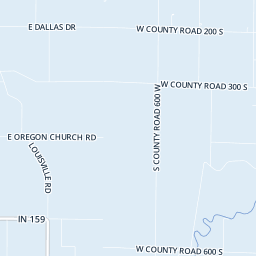 E DALLAS DR
W COUNTY ROAD 200 S
W COUNTY ROAD 300 S
S COUNTY ROAD 600 W
E OREGON CHURCH RD
LOUISVILLE RD
IN 159
W COUNTY ROAD 600 S